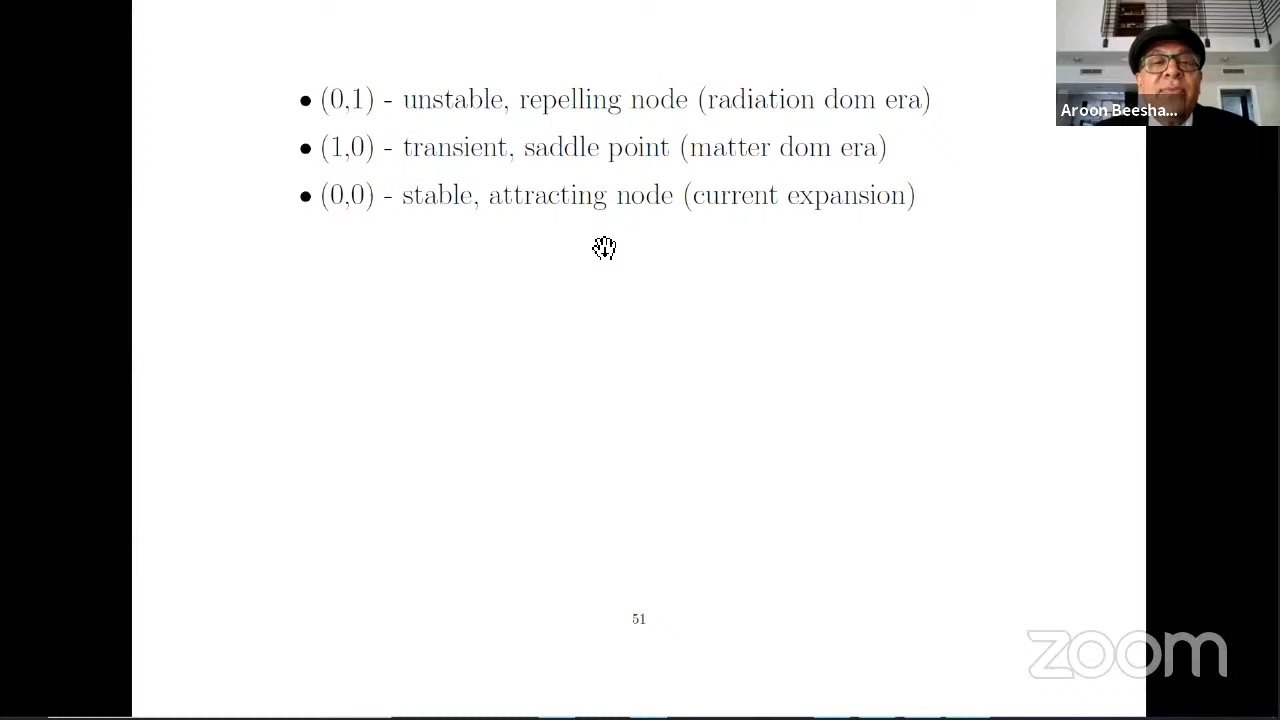 • (0,1) - unstable, repelling node (radiation dom era)
• (1,0) - transient, saddle point (matter dom era)
• (0,0) - stable, attracting node (current expansion)
Aroon Beesha...
51
zoom